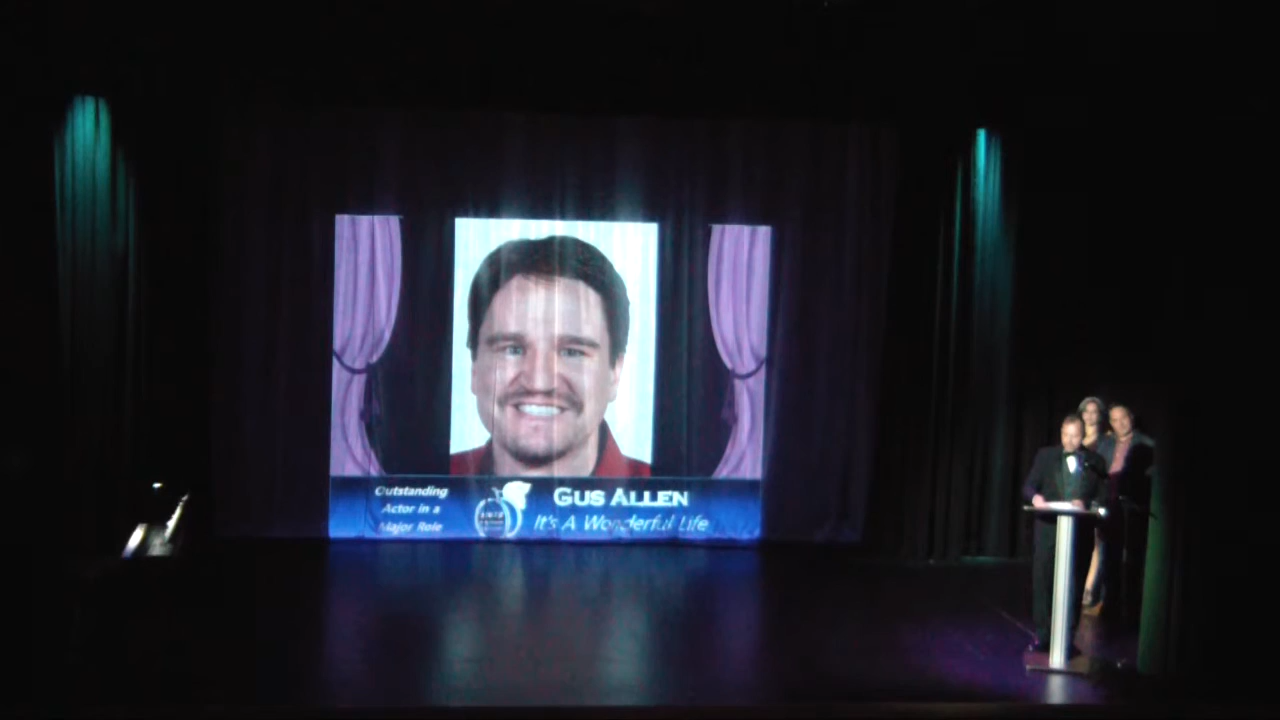 Outstanding
Actor in a
Major Role
GUS ALLEN
It's A Wonderful Life